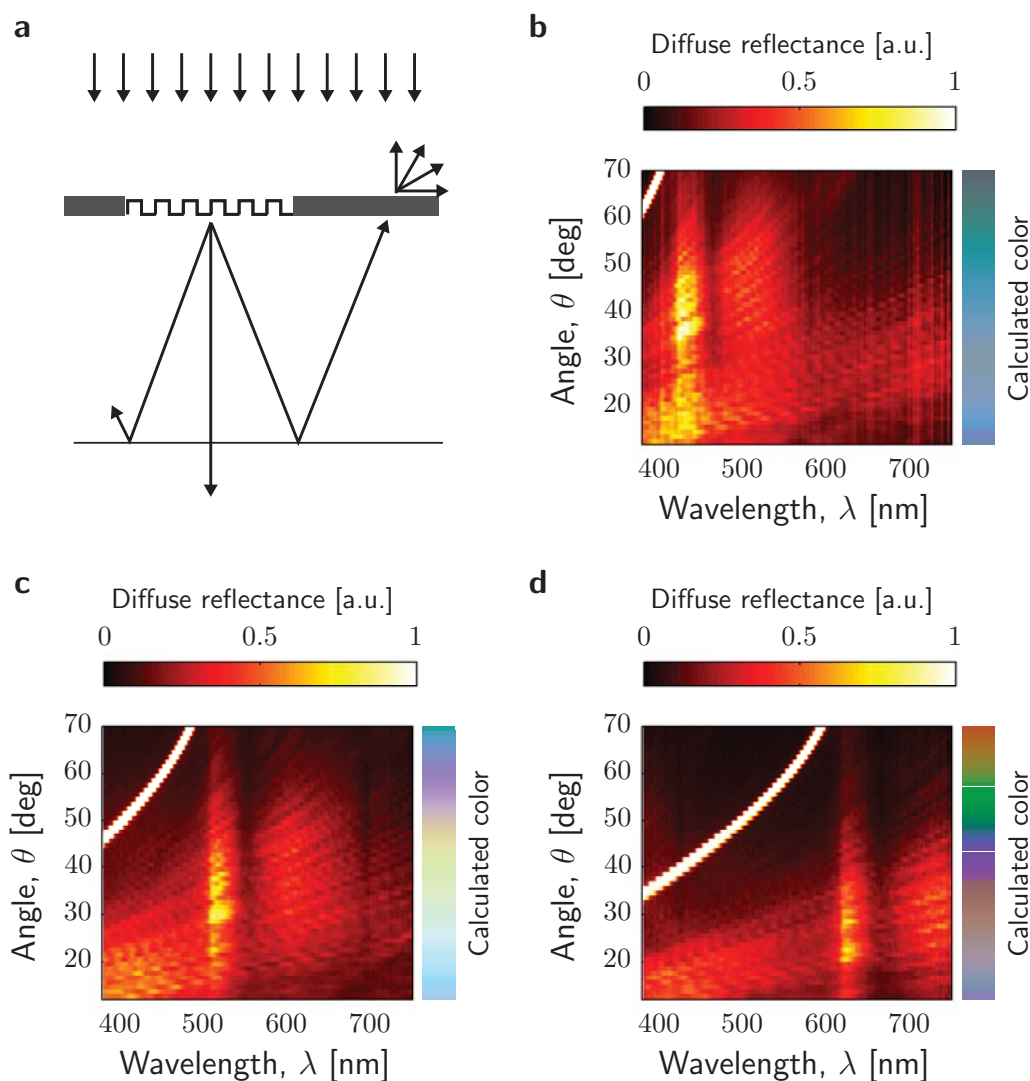 a
b
Diffuse reflectance [a.u.]
0 0.5 1
70
60
50
40
30
20
Angle, θ [deg]
400 500 600 700
Wavelength, λ [nm]
Calculated color
c
Diffuse reflectance [a.u.]
0 0.5 1
70
60
50
40
30
20
Angle, θ [deg]
400 500 600 700
Wavelength, λ [nm]
Calculated color
d
Diffuse reflectance [a.u.]
0 0.5 1
70
60
50
40
30
20
Angle, θ [deg]
400 500 600 700
Wavelength, λ [nm]
Calculated color